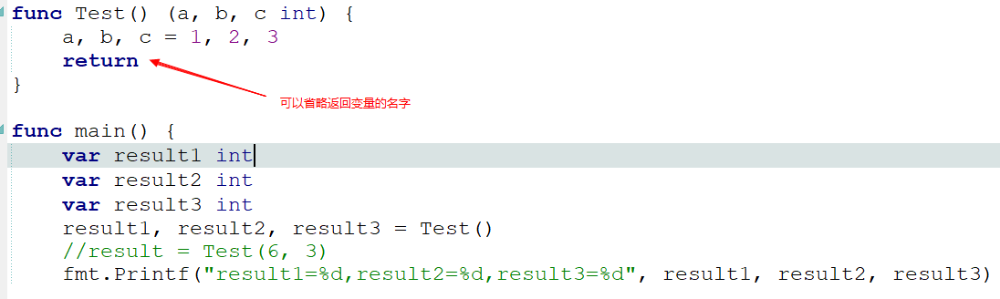 func Test() (a, b, c int) {
    a, b, c = 1, 2, 3
    return
可以省略返回变量的名字
}
func main() {
    var result1 int
    var result2 int
    var result3 int
    result1, result2, result3 = Test()
    //result = Test(6, 3)
    fmt.Printf("result1=%d,result2=%d,result3=%d", result1, result2, result3)